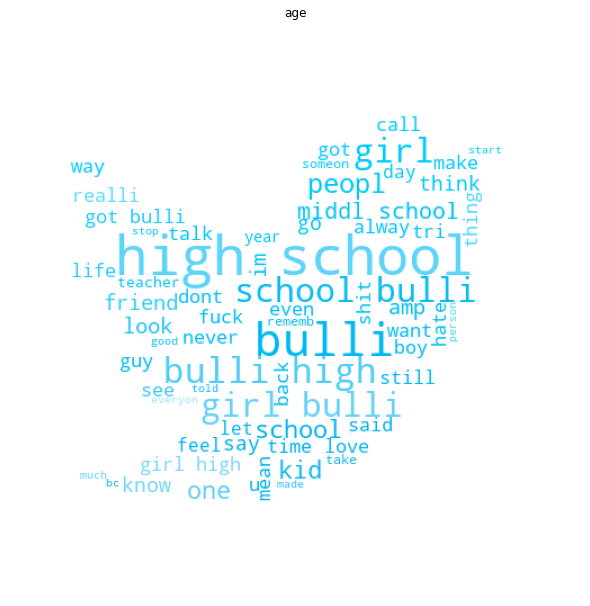 age
call
start
got
girl
someon
make
way
day
peopl
think
realli
thing
middl school
got bulli
go
alway
tri
stop
talk
year
high school
im
life
teacher
school bulli
friend
dont
shit
amp
hate
person
even
look
fuck
rememb
want
bulli
never
good
boy
guy
bulli high
back
still
see
told
everyon
girl bulli
let
school
said
feel
say
time love
girl high
mean
kid
take
much
bc
know
one
u
made